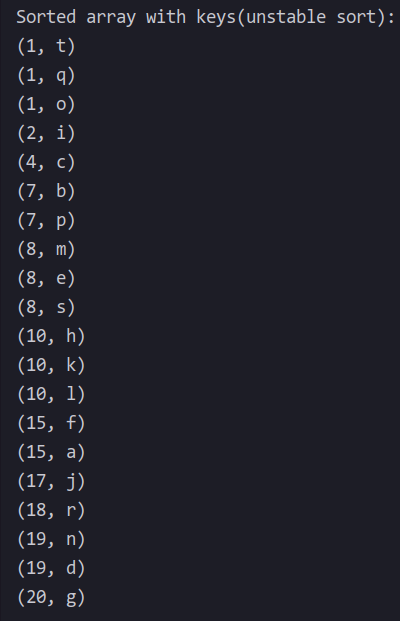 Sorted array with keys(unstable sort):
(1, t)
(1, q)
(1, o)
(2, i)
(4, c)
(7, b)
(7, p)
(8, m)
(8, e)
(8, s)
(10, h)
(10, k)
(10, l)
(15, f)
(15, a)
(17, j)
(18, r)
(19, n)
(19, d)
(20, g)